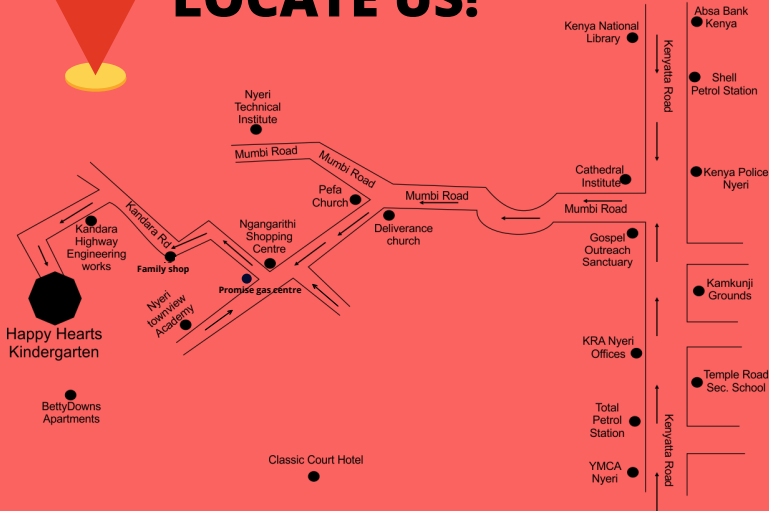 LOCATE US!
Absa Bank
Kenya
Kenya National
Library
Kenyatta Road
Shell
Petrol Station
Nyeri
Technical
Institute
Mumbi Road
Mumbi Road
Cathedral
Institute
Kenya Police
Nyeri
Pefa
Church
Mumbi Road
Mumbi Road
Kandara Rd
Kandara
Highway
Engineering
works
Ngangarithi
Shopping
Centre
Deliverance
church
Gospel
Outreach
Sanctuary
Family shop
Promise gas centre
Kamkunji
Grounds
Nyeri
townview
Academy
Happy Hearts
Kindergarten
KRA Nyeri
Offices
Temple Road
Sec. School
BettyDowns
Apartments
Total
Petrol
Station
Kenyatta Road
Classic Court Hotel
YMCA
Nyeri